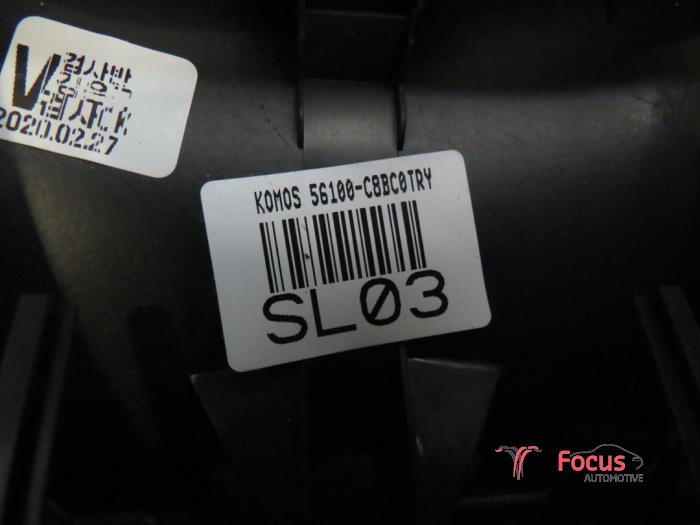 V
2020.02.27
KOMOS 56100-C8BC0TRY
SL03
Focus
AUTOMOTIVE